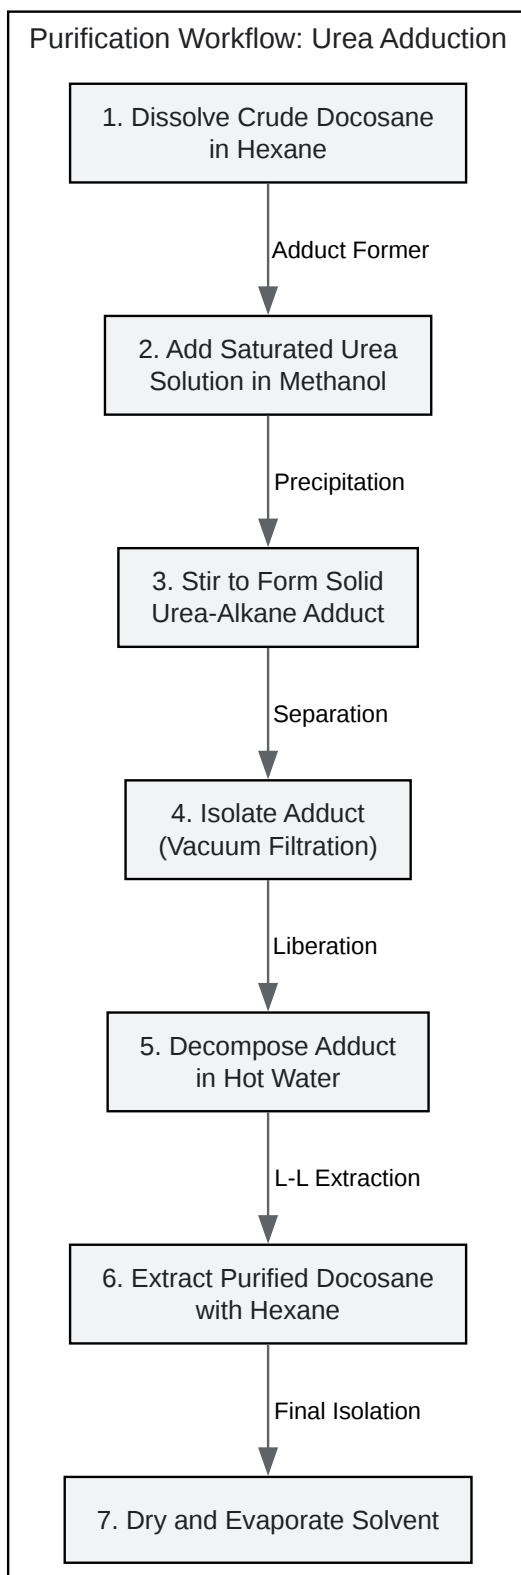 Purification Workflow: Urea Adduction
1. Dissolve Crude Docosane
in Hexane
Adduct Former
2. Add Saturated Urea
Solution in Methanol
Precipitation
3. Stir to Form Solid
Urea-Alkane Adduct
Separation
4. Isolate Adduct
(Vacuum Filtration)
Liberation
5. Decompose Adduct
in Hot Water
L-L Extraction
6. Extract Purified Docosane
with Hexane
Final Isolation
7. Dry and Evaporate Solvent